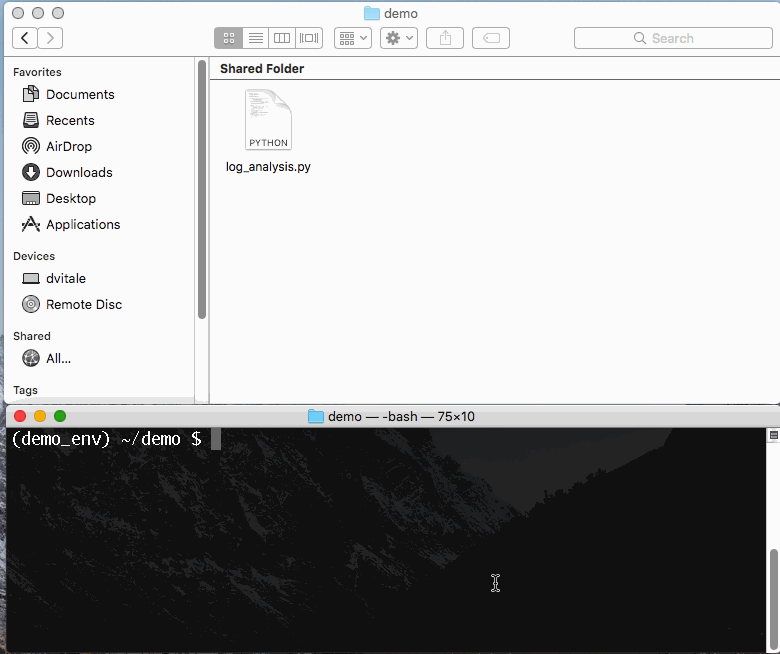 demo
Search
Favorites
Documents
Recents
AirDrop
Downloads
Desktop
Applications
Devices
dvitale
Remote Disc
Shared
All...
Tags
Shared Folder
PYTHON
log_analysis.py
demo — -bash — 75×10
(demo_env) ~/demo $